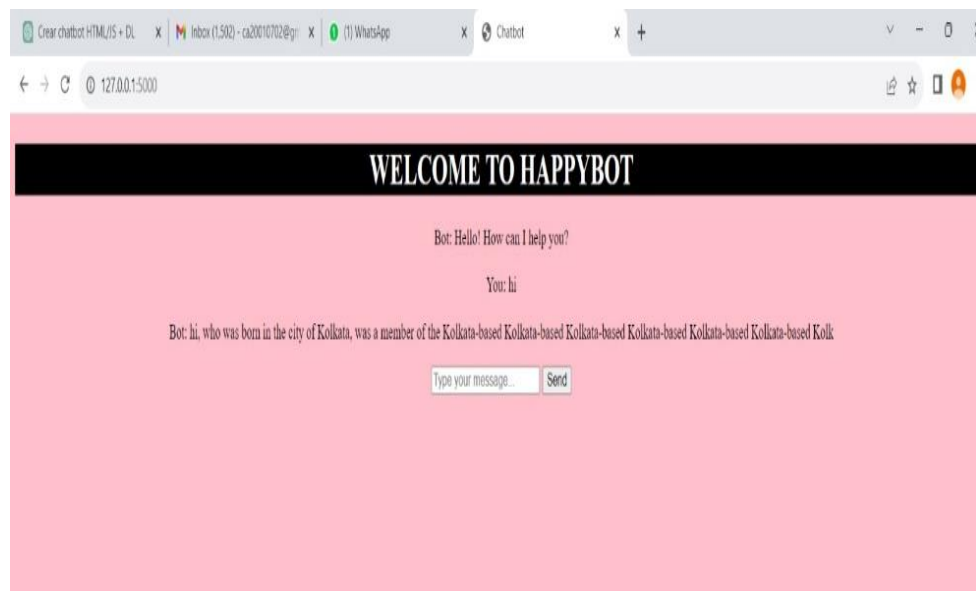 Crear chatbot HTML/JS + DL
Inbox (1,502) - ca20010702@gm
(1) WhatsApp
Chatbot
127.0.0.1:5000
WELCOME TO HAPPYBOT
Bot: Hello! How can I help you?
You: hi
Bot: hi, who was born in the city of Kolkata, was a member of the Kolkata-based Kolkata-based Kolkata-based Kolkata-based Kolkata-based Kolkata-based Kolk
Type your message... Send